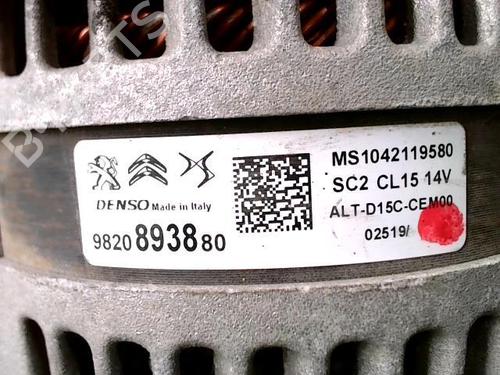 MS1042119580
SC2 CL15 14V
DENSO Made in Italy
ALT-D15C-CEM00
9820893880
02519/